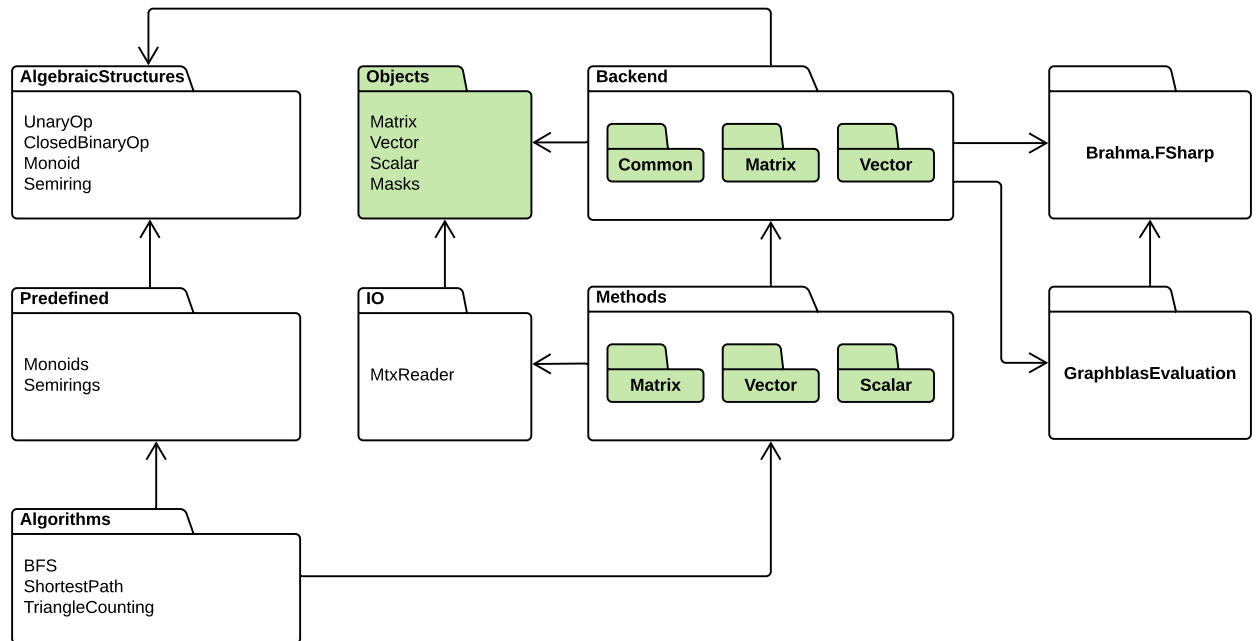 AlgebraicStructures
UnaryOp
ClosedBinaryOp
Monoid
Semiring
Objects
Matrix
Vector
Scalar
Masks
Backend
Common
Matrix
Vector
Brahma.FSharp
Predefined
Monoids
Semirings
IO
MtxReader
Methods
Matrix
Vector
Scalar
GraphblasEvaluation
Algorithms
BFS
ShortestPath
TriangleCounting